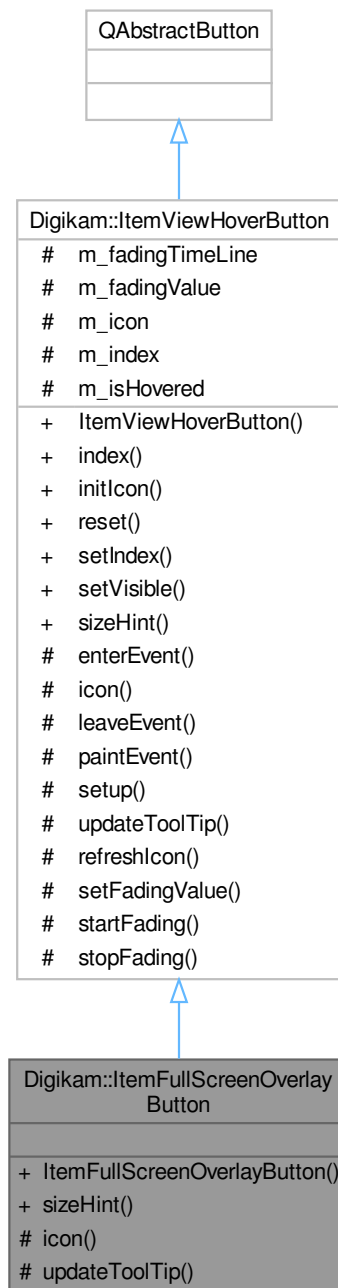 QAbstractButton
Digikam::ItemViewHoverButton
# m_fadingTimeLine
# m_fadingValue
# m_icon
# m_index
# m_isHovered
+ ItemViewHoverButton()
+ index()
+ initIcon()
+ reset()
+ setIndex()
+ setVisible()
+ sizeHint()
# enterEvent()
# icon()
# leaveEvent()
# paintEvent()
# setup()
# updateToolTip()
# refreshIcon()
# setFadingValue()
# startFading()
# stopFading()
Digikam::ItemFullScreenOverlay
Button
+ ItemFullScreenOverlayButton()
+ sizeHint()
# icon()
# updateToolTip()